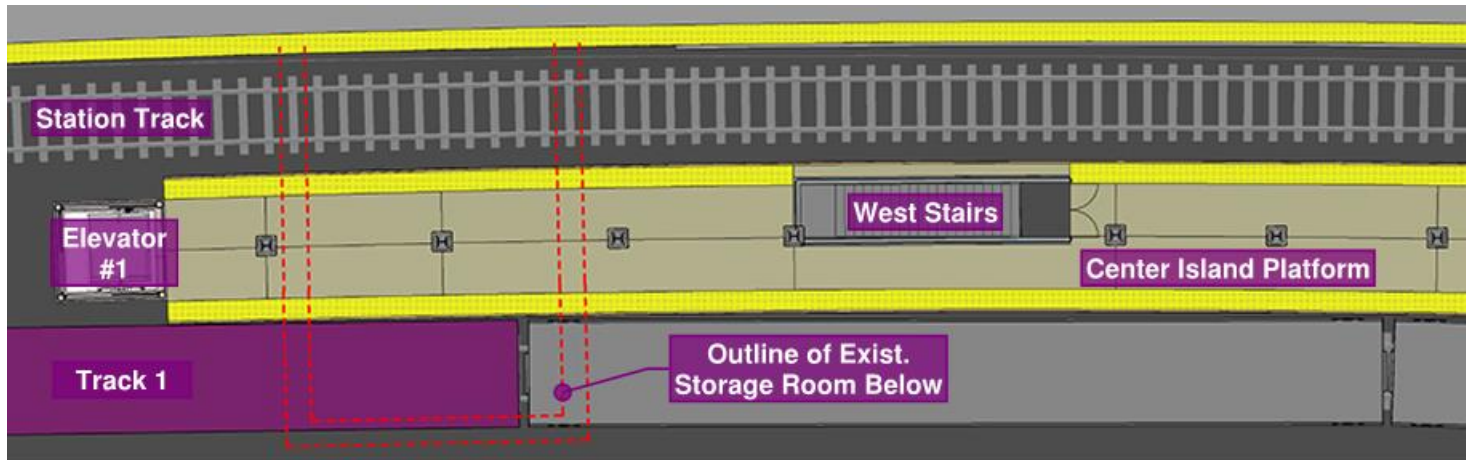 Station Track
West Stairs
Elevator
#1
Center Island Platform
Outline of Exist.
Storage Room Below
Track 1